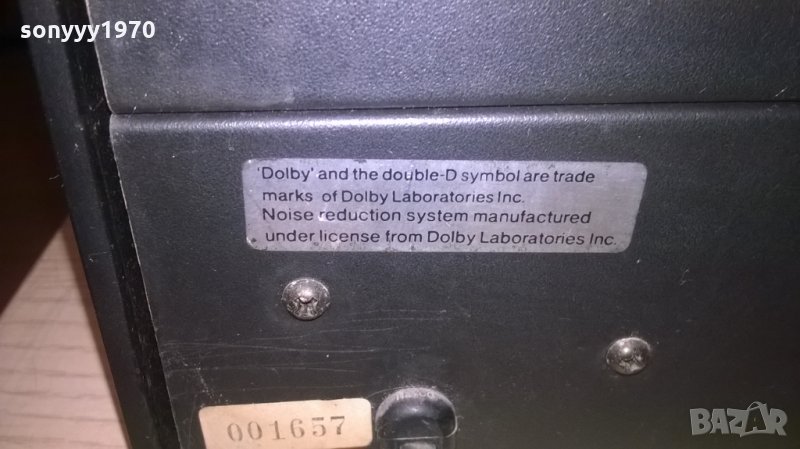 sonyyy1970
'Dolby' and the double-D symbol are trade
marks of Dolby Laboratories Inc.
Noise reduction system manufactured
under license from Dolby Laboratories Inc.
001657
BAZAR